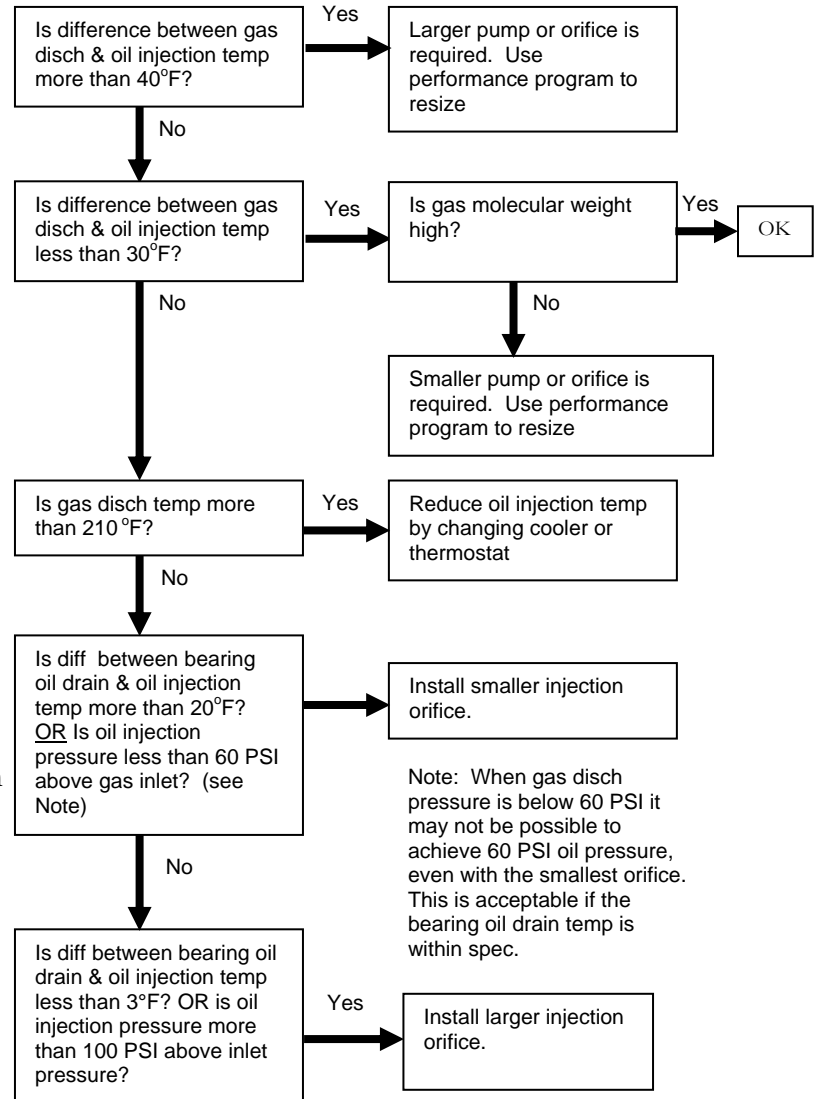 Is difference between gas
disch & oil injection temp
more than 40°F?
Yes
Larger pump or orifice is
required. Use
performance program to
resize
No
Is difference between gas
disch & oil injection temp
less than 30°F?
Yes
Is gas molecular weight
high?
Yes
OK
No
No
Smaller pump or orifice is
required. Use performance
program to resize
Is gas disch temp more
than 210 °F?
Yes
Reduce oil injection temp
by changing cooler or
thermostat
No
Is diff between bearing
oil drain & oil injection
temp more than 20°F?
OR Is oil injection
pressure less than 60 PSI
above gas inlet? (see
Note)
Install smaller injection
orifice.
Note: When gas disch
pressure is below 60 PSI it
may not be possible to
achieve 60 PSI oil pressure,
even with the smallest orifice.
This is acceptable if the
bearing oil drain temp is
within spec.
No
Is diff between bearing oil
drain & oil injection temp
less than 3°F? OR is oil
injection pressure more
than 100 PSI above inlet
pressure?
Yes
Install larger injection
orifice.